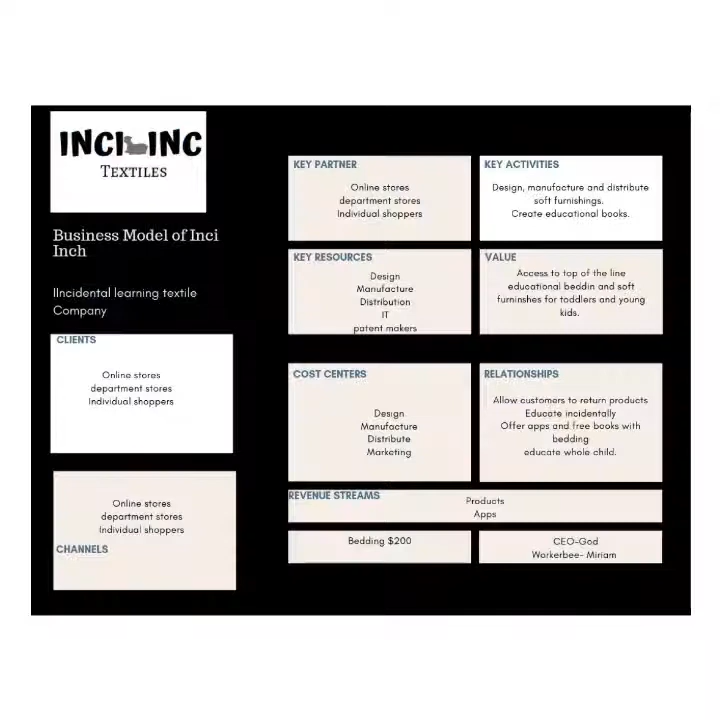 INCI INC
TEXTILES
Business Model of Inci
Inch
IIncidental learning textile
Company
CLIENTS
Online stores
department stores
Individual shoppers
Online stores
department stores
Individual shoppers
CHANNELS
KEY PARTNER
Online stores
department stores
Individual shoppers
KEY ACTIVITIES
Design, manufacture and distribute
soft furnishings.
Create educational books.
KEY RESOURCES
Design
Manufacture
Distribution
IT
patent makers
VALUE
Access to top of the line
educational beddin and soft
furninshes for toddlers and young
kids.
COST CENTERS
Design
Manufacture
Distribute
Marketing
RELATIONSHIPS
Allow customers to return products
Educate incidentally
Offer apps and free books with
bedding
educate whole child.
REVENUE STREAMS
Products
Apps
Bedding $200
CEO-God
Workerbee- Miriam